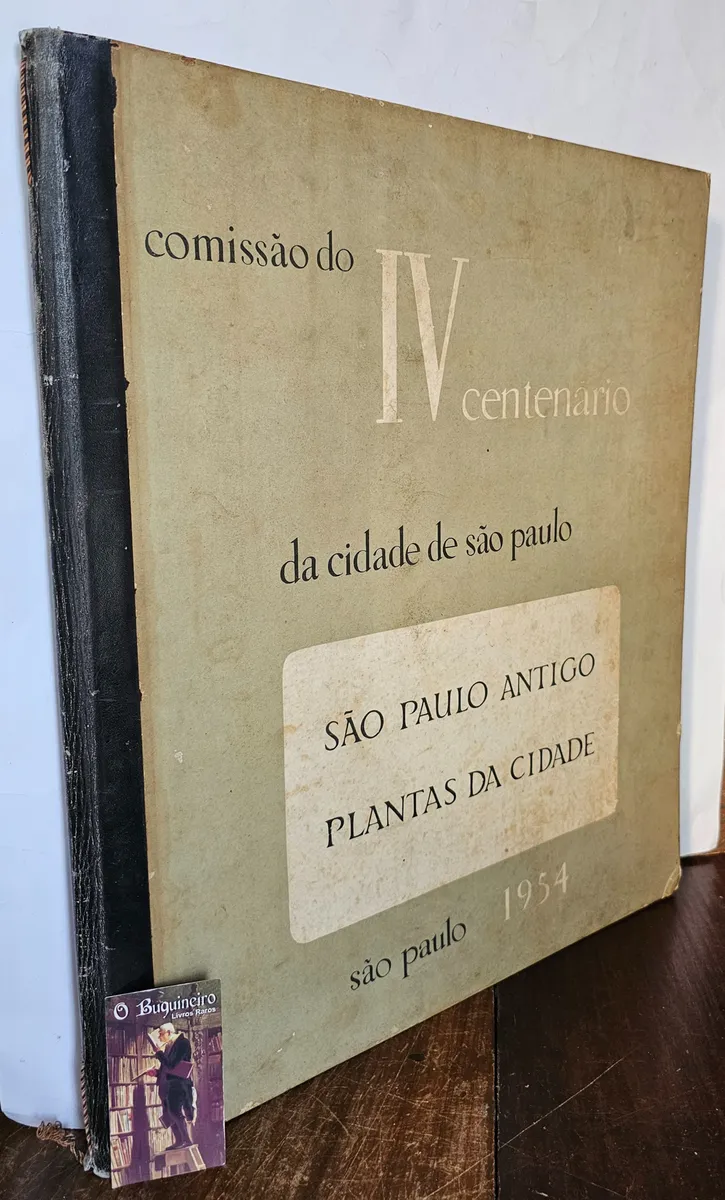 comissão do
IV centenário
da cidade de são paulo
SÃO PAULO ANTIGO
PLANTAS DA CIDADE
são paulo 1954
O Buquineiro
Livros Raros